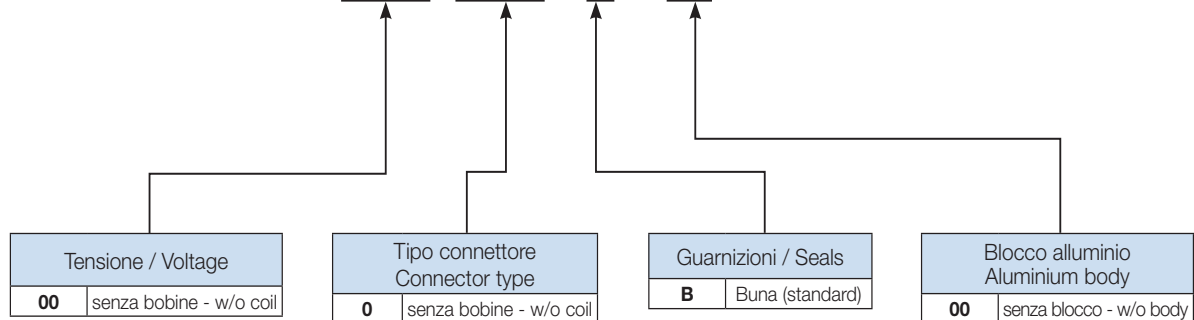 Tensione / Voltage
00 senza bobine - w/o coil
Tipo connettore
Connector type
0 senza bobine - w/o coil
Guarnizioni / Seals
B Buna (standard)
Blocco alluminio
Aluminium body
00 senza blocco - w/o body